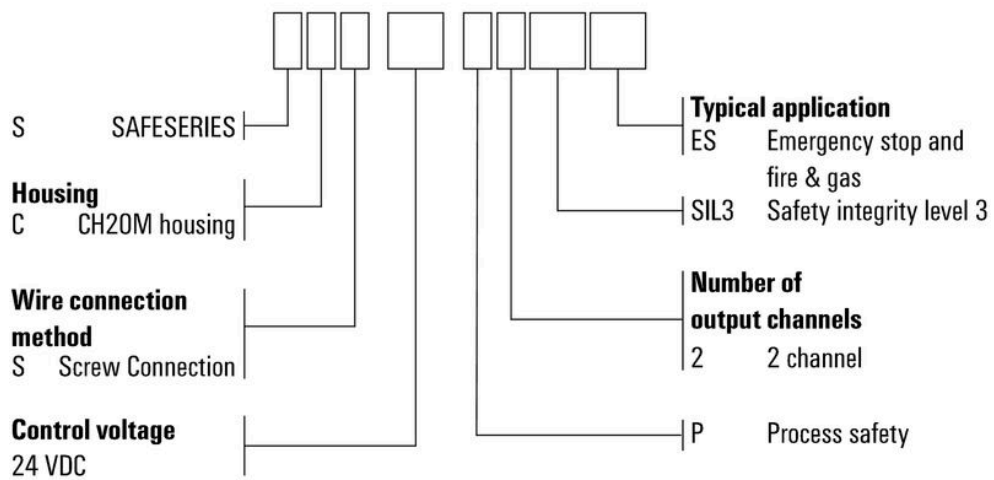 S SAFESERIES
Housing
C CH20M housing
Wire connection
method
S Screw Connection
Control voltage
24 VDC
Typical application
ES Emergency stop and
fire & gas
SIL3 Safety integrity level 3
Number of
output channels
2 2 channel
P Process safety